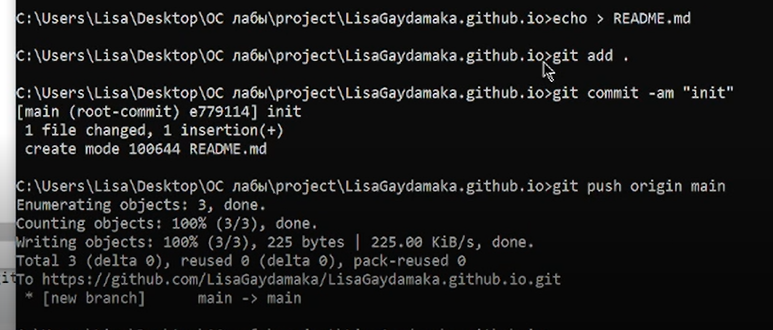 C:\Users\Lisa\Desktop\ОС лабы\project\LisaGaydamaka.github.io>echo > README.md
C:\Users\Lisa\Desktop\ОС лабы\project\LisaGaydamaka.github.io>git add .
C:\Users\Lisa\Desktop\ОС лабы\project\LisaGaydamaka.github.io>git commit -am "init"
[main (root-commit) e779114] init
1 file changed, 1 insertion(+)
create mode 100644 README.md
C:\Users\Lisa\Desktop\ОС лабы\project\LisaGaydamaka.github.io>git push origin main
Enumerating objects: 3, done.
Counting objects: 100% (3/3), done.
Writing objects: 100% (3/3), 225 bytes | 225.00 KiB/s, done.
Total 3 (delta 0), reused 0 (delta 0), pack-reused 0
To https://github.com/LisaGaydamaka/LisaGaydamaka.github.io.git
* [new branch] main -> main